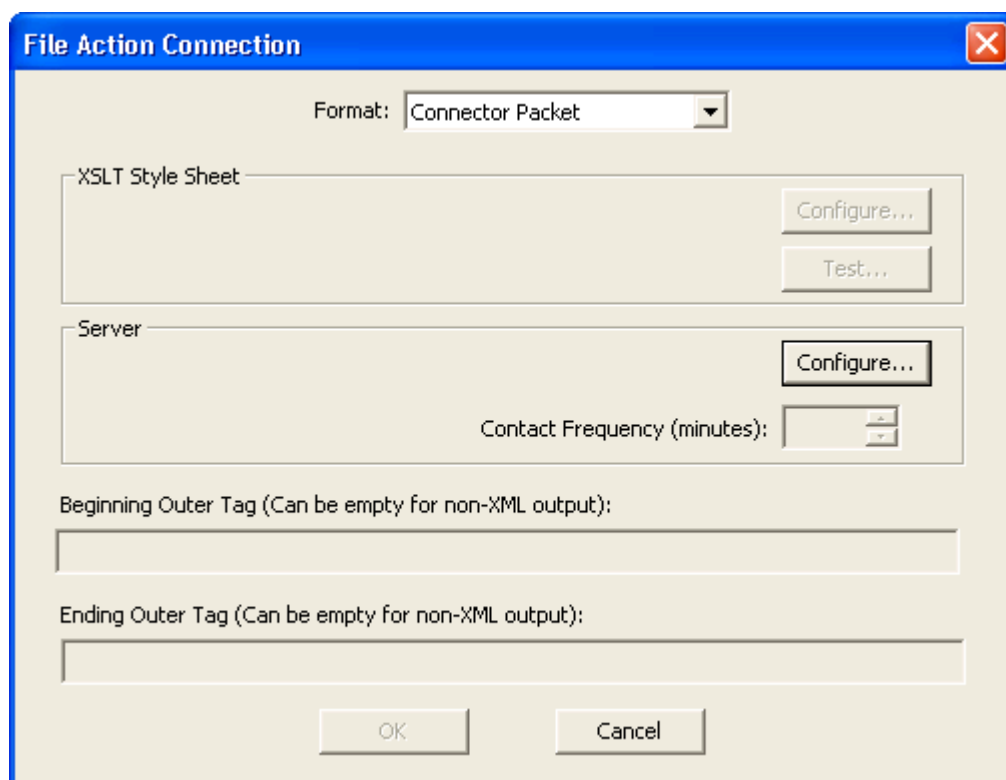 File Action Connection
Format: Connector Packet
XSLT Style Sheet
Configure...
Test...
Server
Configure...
Contact Frequency (minutes):
Beginning Outer Tag (Can be empty for non-XML output):
Ending Outer Tag (Can be empty for non-XML output):
OK Cancel